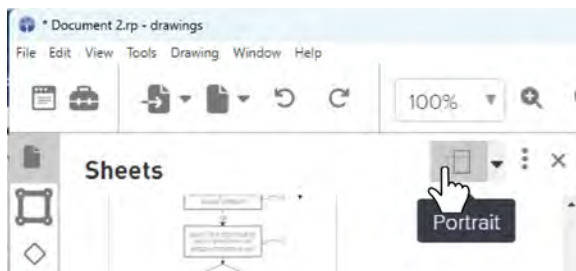 * Document 2.rp - drawings
File Edit View Tools Drawing Window Help
100%
Sheets
Portrait